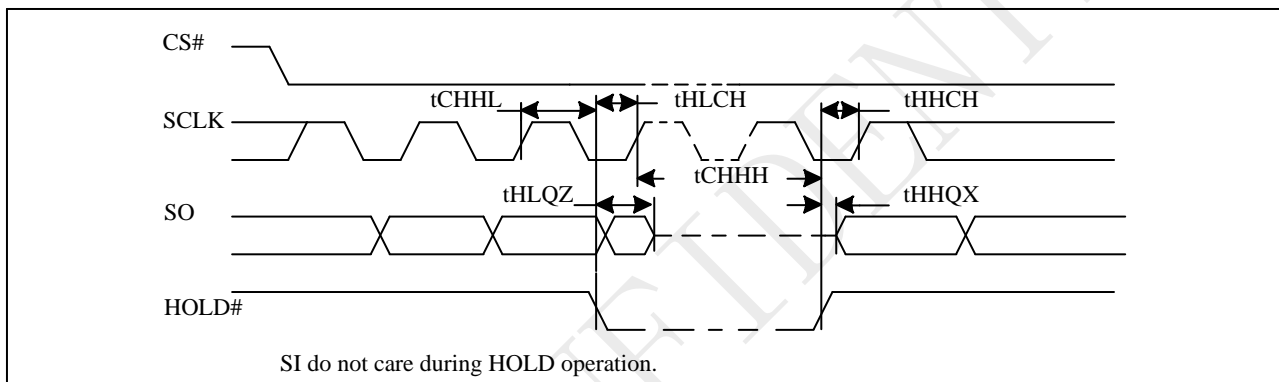 CS#
tCHHL
tHLCH
tHHCH
SCLK
tCHHH
tHLQZ
tHHQX
SO
HOLD#
SI do not care during HOLD operation.